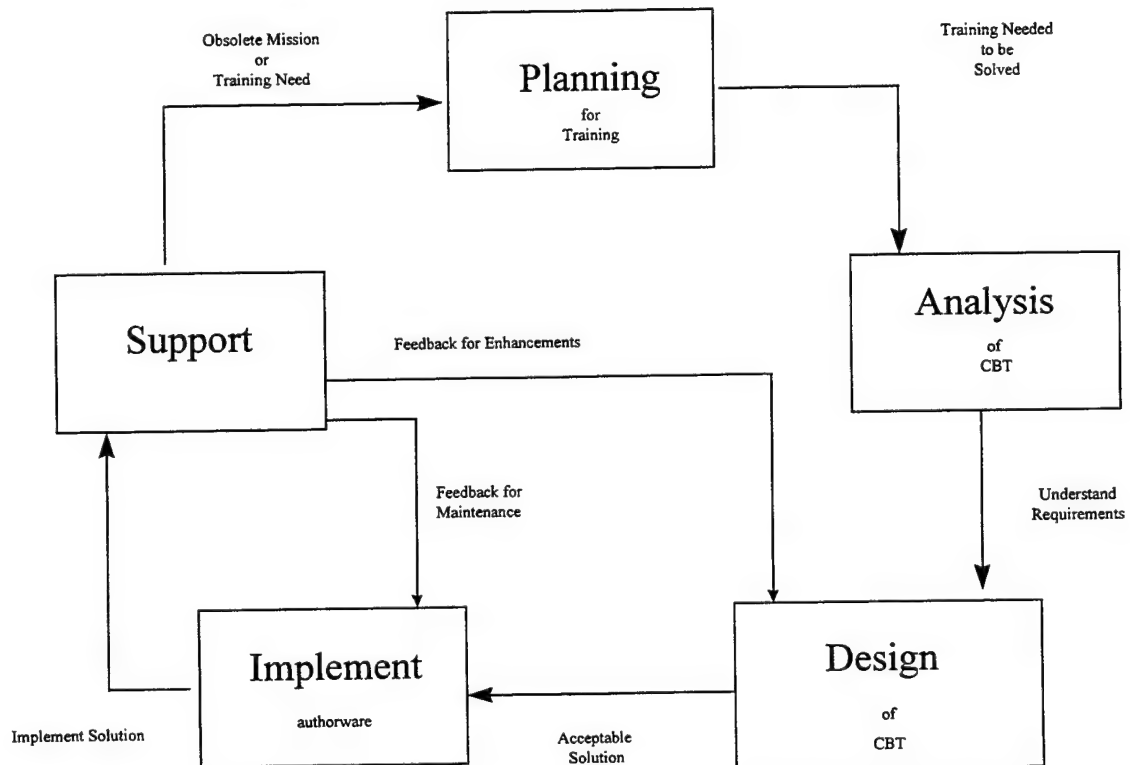 Obsolete Mission
or
Training Need
Planning
for
Training
Training Needed
to be
Solved
Support
Feedback for Enhancements
Analysis
of
CBT
Feedback for
Maintenance
Understand
Requirements
Implement
authorware
Design
of
CBT
Implement Solution
Acceptable
Solution